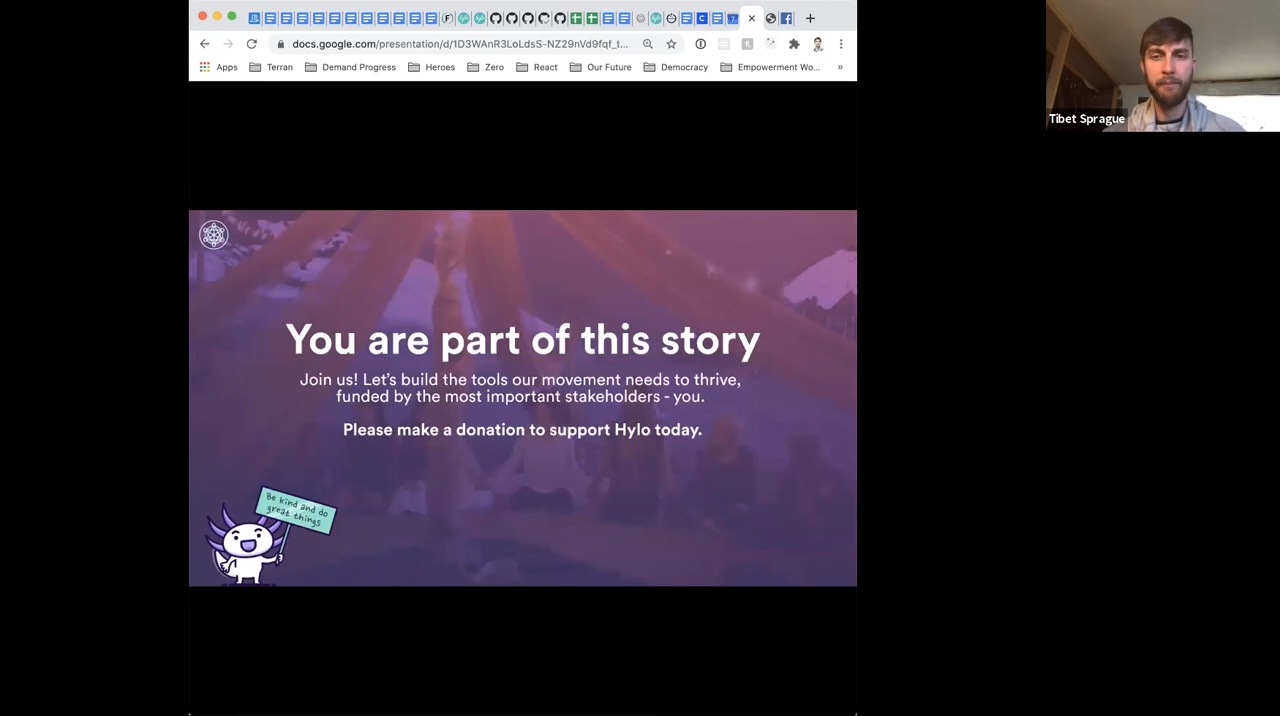 docs.google.com/presentation/d/1D3WAnR3LoLdsS-NZ29nVd9fqf_t...
Apps Terran Demand Progress Heroes Zero React Our Future Democracy Empowerment Wo... »
Tibet Sprague
You are part of this story
Join us! Let's build the tools our movement needs to thrive,
funded by the most important stakeholders - you.
Please make a donation to support Hylo today.
Be kind and do
great things